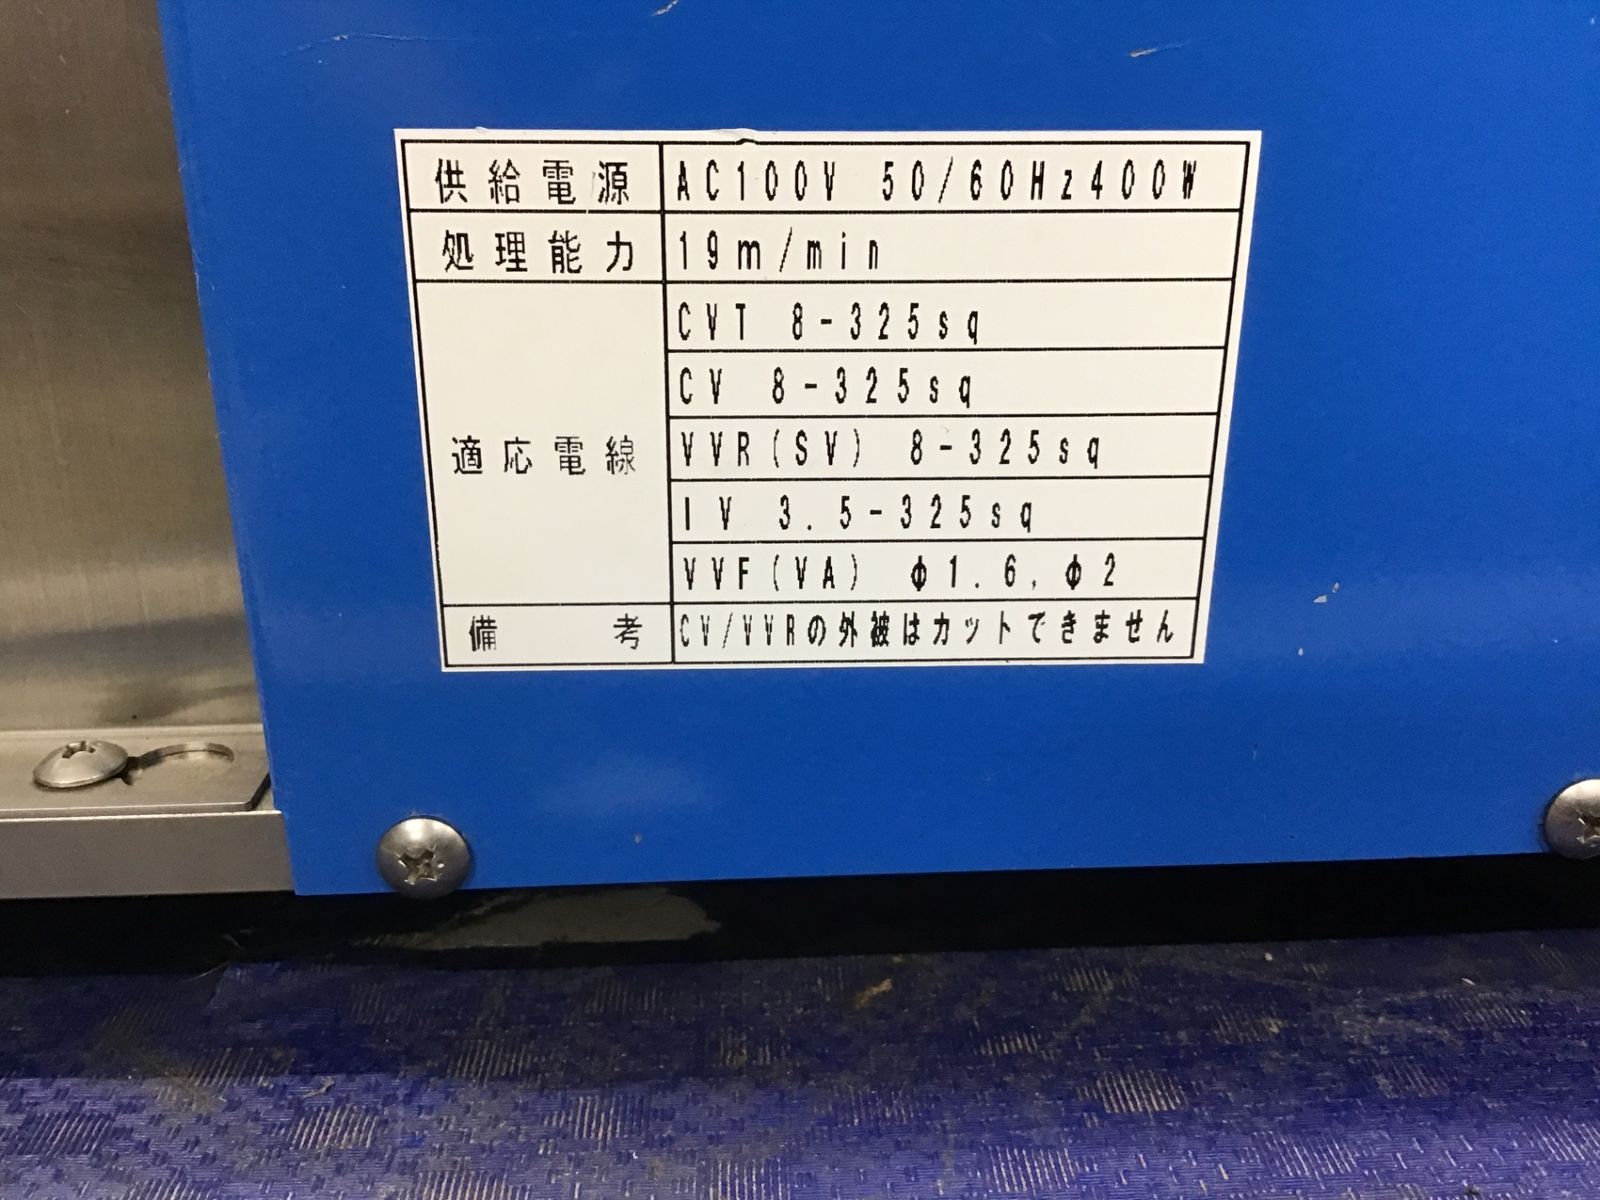 供給電源 AC100V 50/60Hz400W
処理能力 19m/min
適応電線 CVT 8-325sq
CV 8-325sq
VVR(SV) 8-325sq
IV 3.5-325sq
VVF(VA) φ1.6,φ2
備考 CV/VVRの外被はカットできません